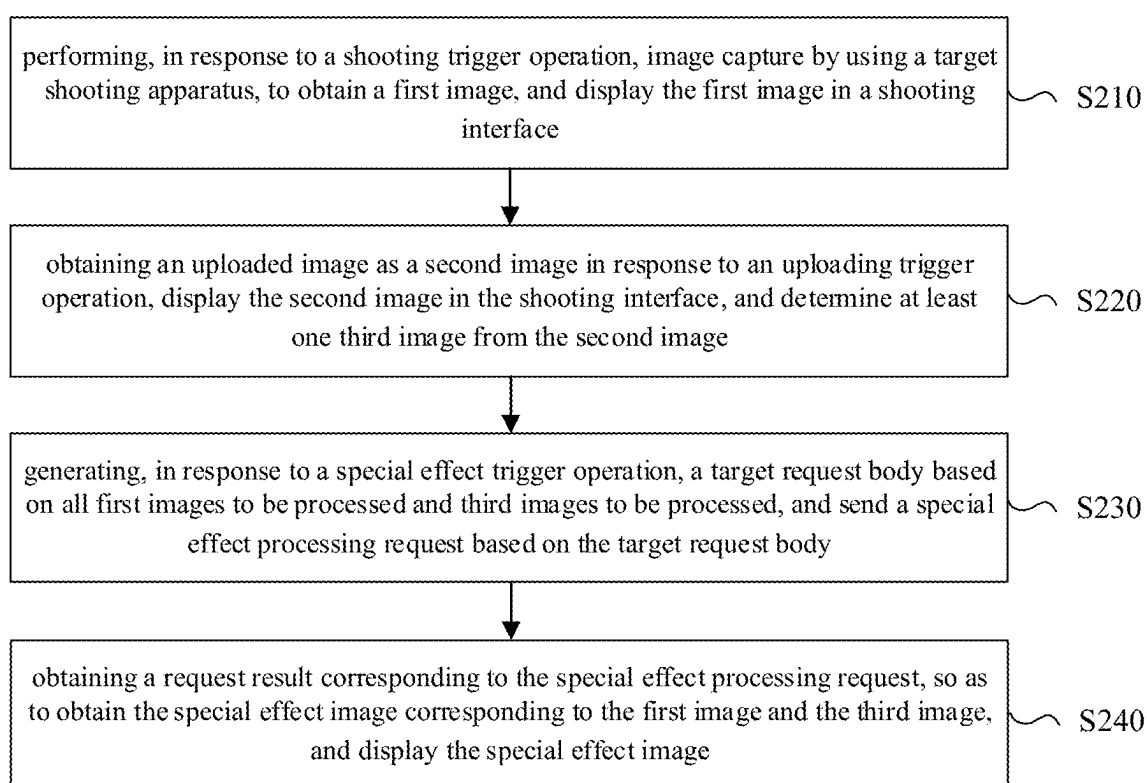 performing, in response to a shooting trigger operation, image capture by using a target
shooting apparatus, to obtain a first image, and display the first image in a shooting
interface
S210
obtaining an uploaded image as a second image in response to an uploading trigger
operation, display the second image in the shooting interface, and determine at least
one third image from the second image
S220
generating, in response to a special effect trigger operation, a target request body based
on all first images to be processed and third images to be processed, and send a special
effect processing request based on the target request body
S230
obtaining a request result corresponding to the special effect processing request, so as
to obtain the special effect image corresponding to the first image and the third image,
and display the special effect image
S240